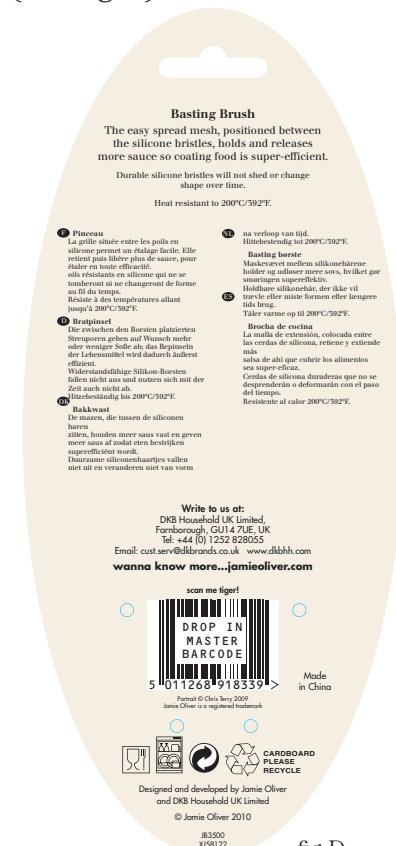 Basting Brush
The easy spread mesh, positioned between
the silicone bristles, holds and releases
more sauce so coating food is super-efficient.
Durable silicone bristles will not shed or change
shape over time.
Heat resistant to 200°C/392°F.
F Pinceau
La grille située entre les poils en
silicone permet un étalage facile. Elle
retient puis libère plus de sauce, pour
étaler en toute efficacité.
oils résistants en silicone qui ne se
tomberont ni ne changeront de forme
au fil du temps.
Résiste à des températures allant
jusqu'à 200°C/392°F.
D Bratpinsel
Die zwischen den Borsten platzierten
Streuporen geben auf Wunsch mehr
oder weniger Soße ab; das Bepinseln
der Lebensmittel wird dadurch äußerst
effizient.
Widerstandsfähige Silikon-Borsten
fallen nicht aus und nutzen sich mit der
Zeit auch nicht ab.
Hitzebeständig bis 200°C/392°F.
DK
Bakkwast
De mazen, die tussen de siliconen
haren
zitten, houden meer saus vast en geven
meer saus af zodat eten bestrijken
superefficiënt wordt.
Duurzame siliconenhaartjes vallen
niet uit en veranderen niet van vorm
NL na verloop van tijd.
Hittebestendig tot 200°C/392°F.
Basting børste
Maskevævet mellem silikonehårene
holder og udløser mere sovs, hvilket gør
smøringen supereffektiv.
Holdbare silikonehår, der ikke vil
ES trævle eller miste formen efter længere
tids brug.
Tåler varme op til 200°C/392°F.
Brocha de cocina
La malla de extensión, colocada entre
las cerdas de silicona, retiene y extiende
más
salsa de ahí que cubrir los alimentos
sea super-eficaz.
Cerdas de silicona duraderas que no se
desprenderán o deformarán con el paso
del tiempo.
Resistente al calor 200°C/392°F.
Write to us at:
DKB Household UK Limited,
Farnborough, GU14 7UE, UK
Tel: +44 (0) 1252 828055
Email: cust.serv@dkbrands.co.uk www.dkbhh.com
wanna know more...jamieoliver.com
scan me tiger!
DROP IN
MASTER
BARCODE
5 011268 918339 >
Made
in China
Portrait © Chris Terry 2009
Jamie Oliver is a registered trademark
CARDBOARD
PLEASE
RECYCLE
Designed and developed by Jamie Oliver
and DKB Household UK Limited
© Jamie Oliver 2010
JB3500
XJ58122